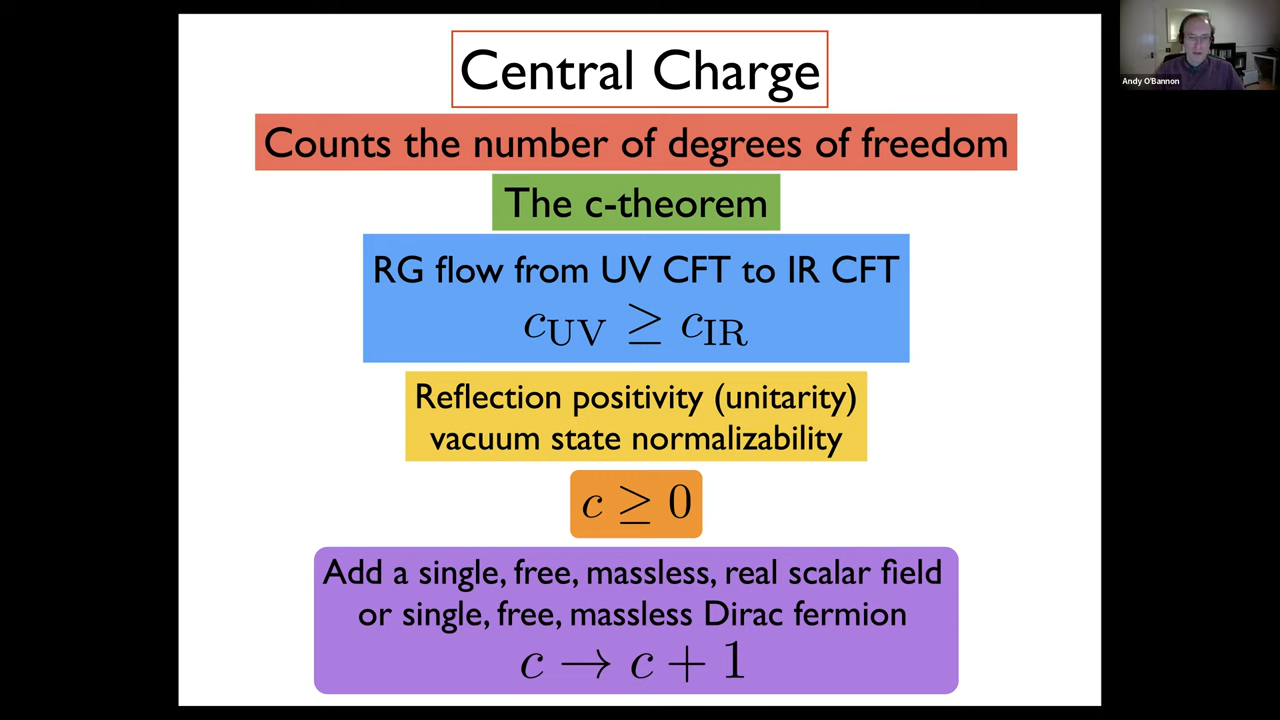 Central Charge
Counts the number of degrees of freedom
The c-theorem
RG flow from UV CFT to IR CFT
c_UV ≥ c_IR
Reflection positivity (unitarity)
vacuum state normalizability
c ≥ 0
Add a single, free, massless, real scalar field
or single, free, massless Dirac fermion
c → c + 1
Andy O'Bannon